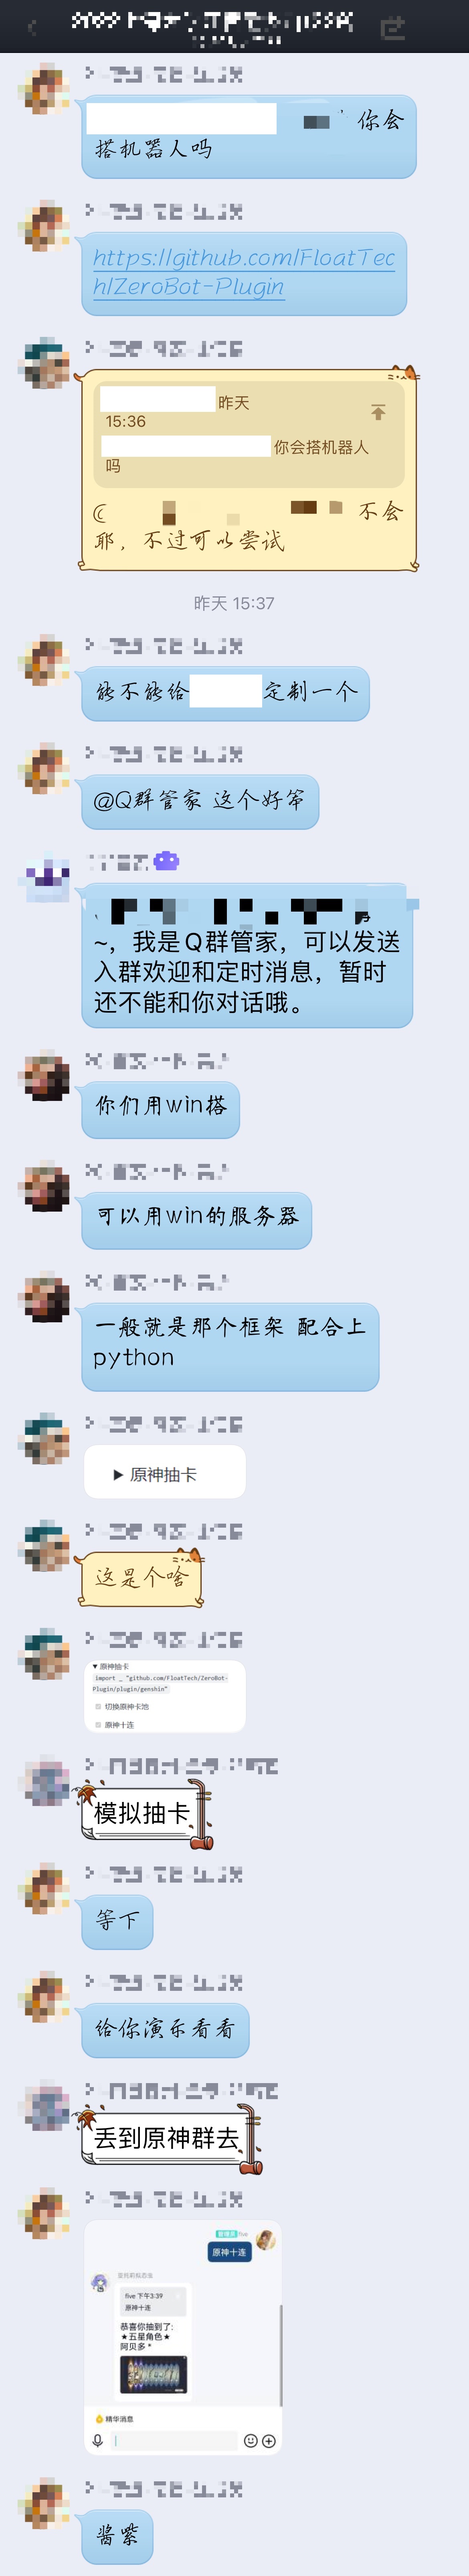 你会
搭机器人吗
https://github.com/FloatTec
h/ZeroBot-Plugin
昨天
15:36
你会搭机器人
吗
不会
耶，不过可以尝试
昨天 15:37
能不能给
定制一个
@Q群管家 这个好笨
~，我是Q群管家，可以发送
入群欢迎和定时消息，暂时
还不能和你对话哦。
你们用win搭
可以用win的服务器
一般就是那个框架 配合上
python
▶ 原神抽卡
这是个啥
▼ 原神抽卡
import _ "github.com/FloatTech/ZeroBot-
Plugin/plugin/genshin"
切换原神卡池
原神十连
模拟抽卡
等下
给你演示看看
丢到原神群去
five
原神十连
five 下午3:39
原神十连
恭喜你抽到了:
★五星角色★
阿贝多 *
精华消息
酱紫